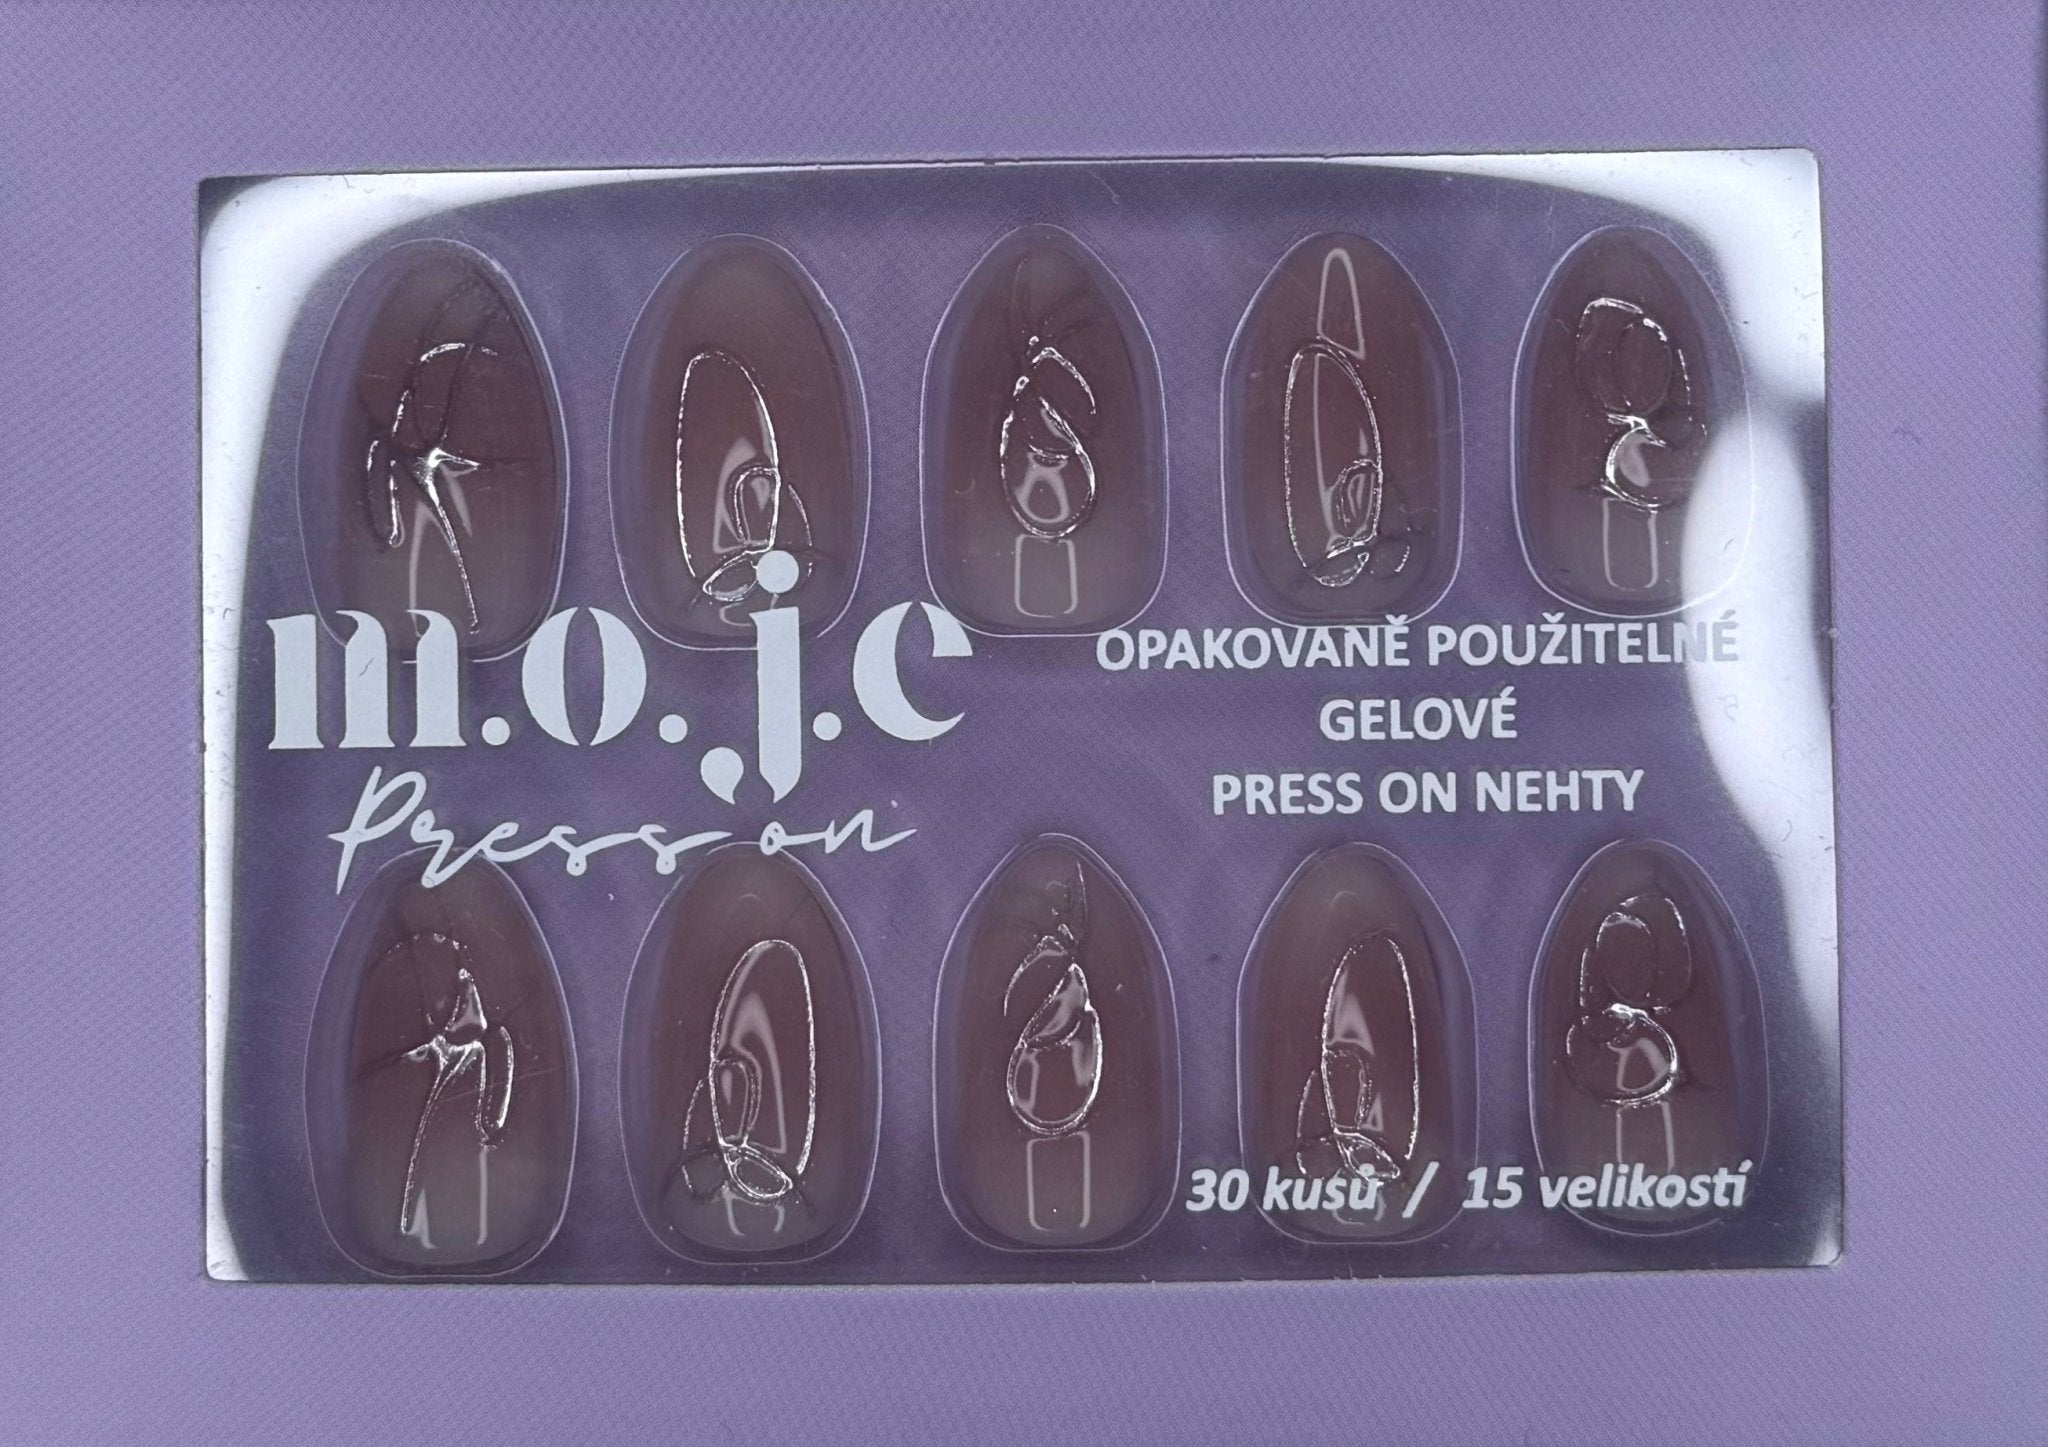 m.o.j.e
Press on
OPAKOVANĚ POUŽITELNÉ
GELOVÉ
PRESS ON NEHTY
30 kusů / 15 velikostí